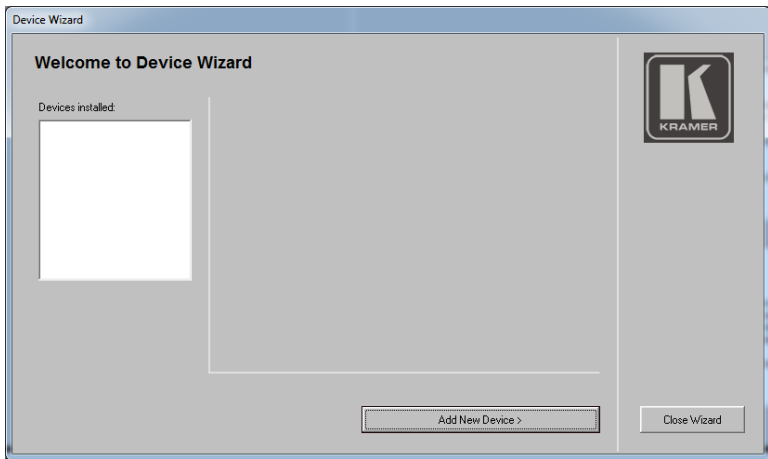 Device Wizard
Welcome to Device Wizard
Devices installed:
K
KRAMER
Add New Device >
Close Wizard